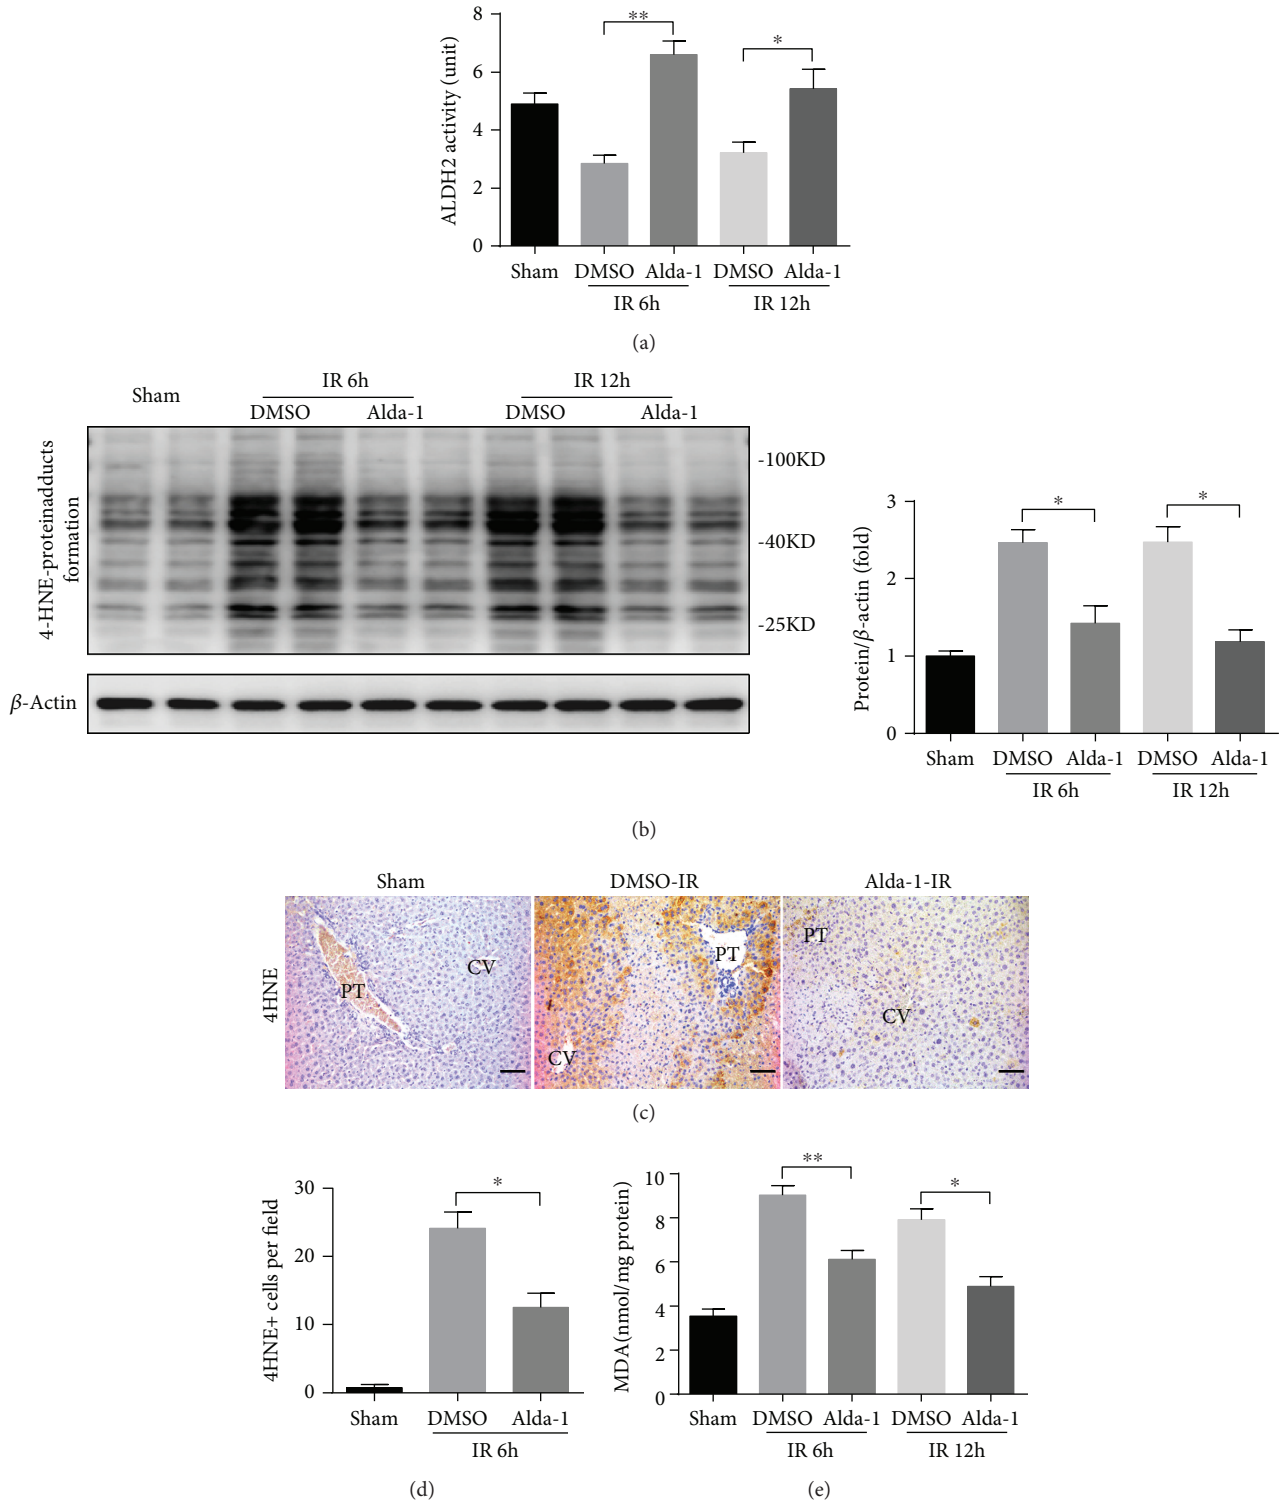 8
6
4
2
0
ALDH2 activity (unit)
**
*
Sham
DMSO
Alda-1
DMSO
Alda-1
IR 6h
IR 12h
(a)
Sham
IR 6h
IR 12h
DMSO
Alda-1
DMSO
Alda-1
4-HNE-proteinadducts
formation
-100KD
-40KD
-25KD
β-Actin
3
2
1
0
Protein/β-actin (fold)
*
*
Sham
DMSO
Alda-1
DMSO
Alda-1
IR 6h
IR 12h
(b)
Sham
DMSO-IR
Alda-1-IR
4HNE
PT
CV
PT
CV
PT
CV
(c)
30
20
10
0
4HNE+ cells per field
*
Sham
DMSO
Alda-1
IR 6h
(d)
10
8
6
4
2
0
MDA(nmol/mg protein)
**
*
Sham
DMSO
Alda-1
DMSO
Alda-1
IR 6h
IR 12h
(e)